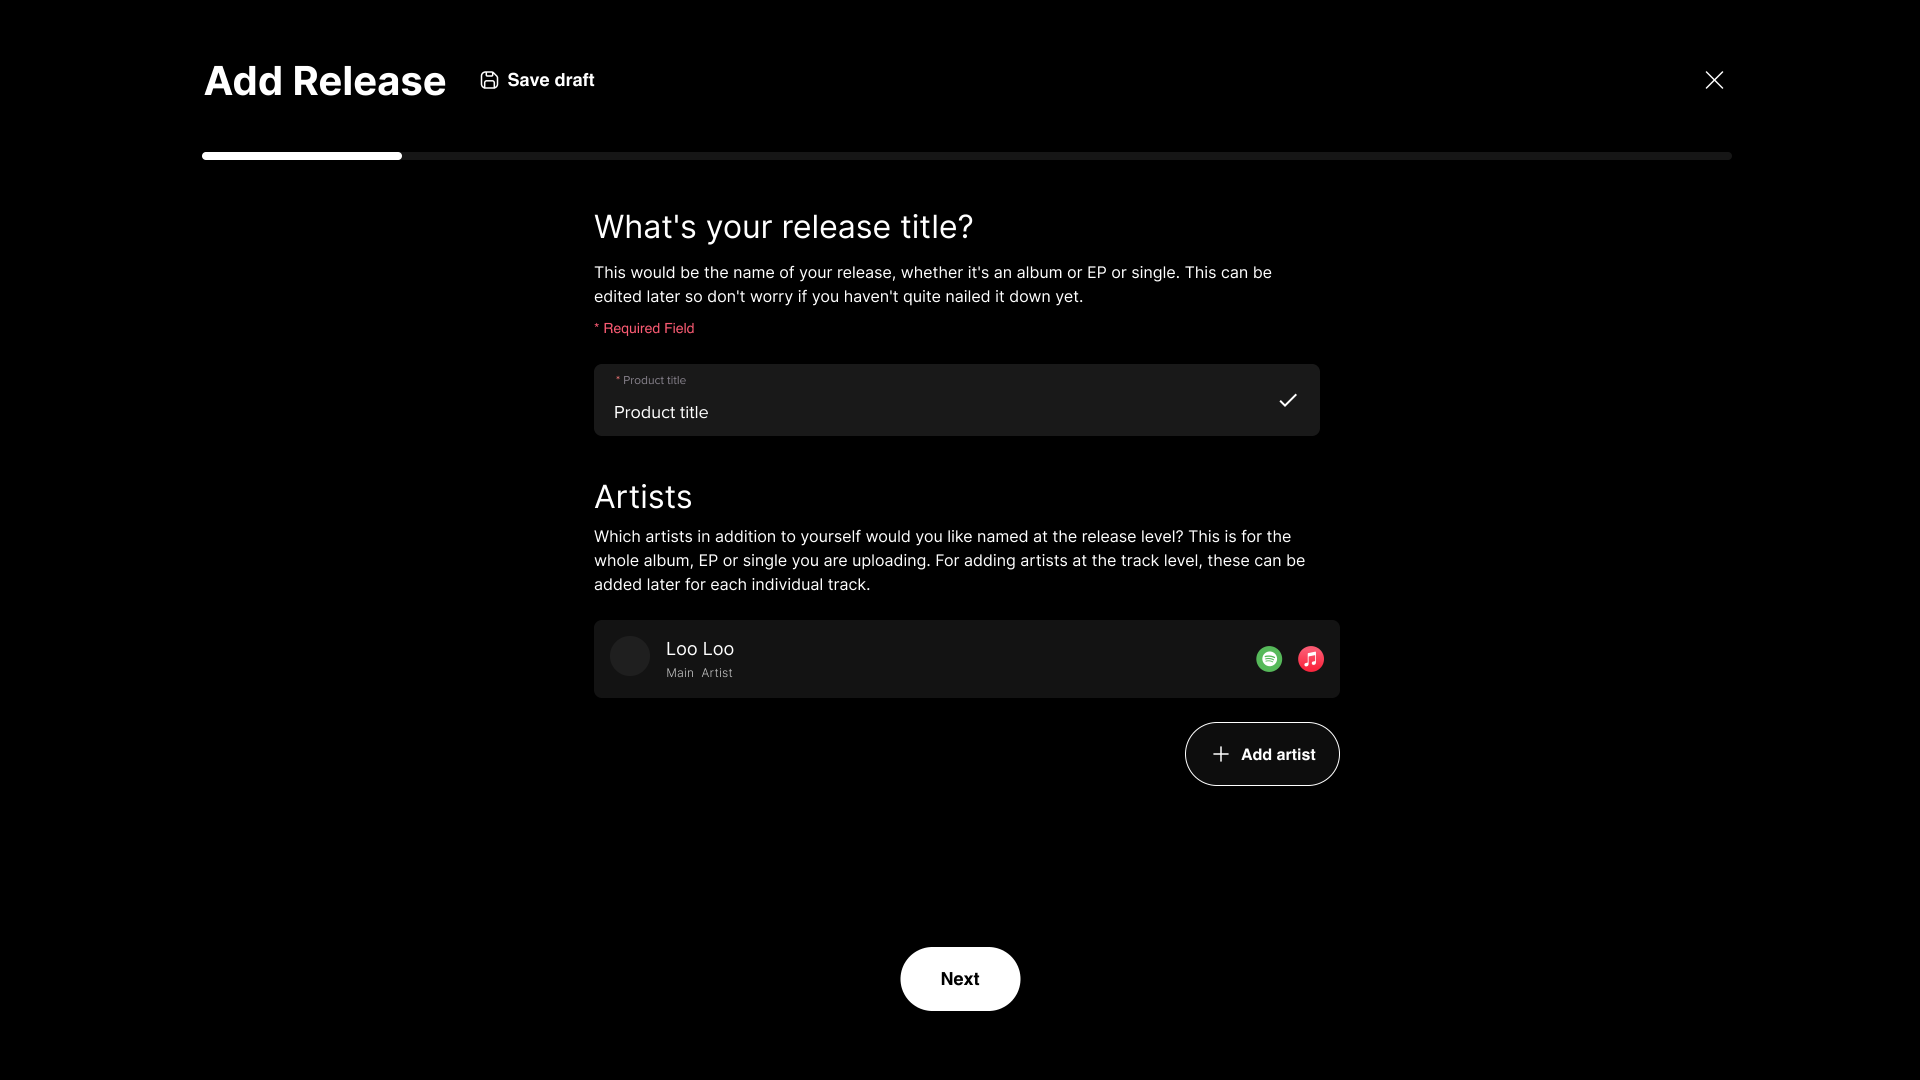 Add Release
Save draft
What's your release title?
This would be the name of your release, whether it's an album or EP or single. This can be
edited later so don't worry if you haven't quite nailed it down yet.
* Required Field
* Product title
Product title
Artists
Which artists in addition to yourself would you like named at the release level? This is for the
whole album, EP or single you are uploading. For adding artists at the track level, these can be
added later for each individual track.
Loo Loo
Main Artist
Add artist
Next